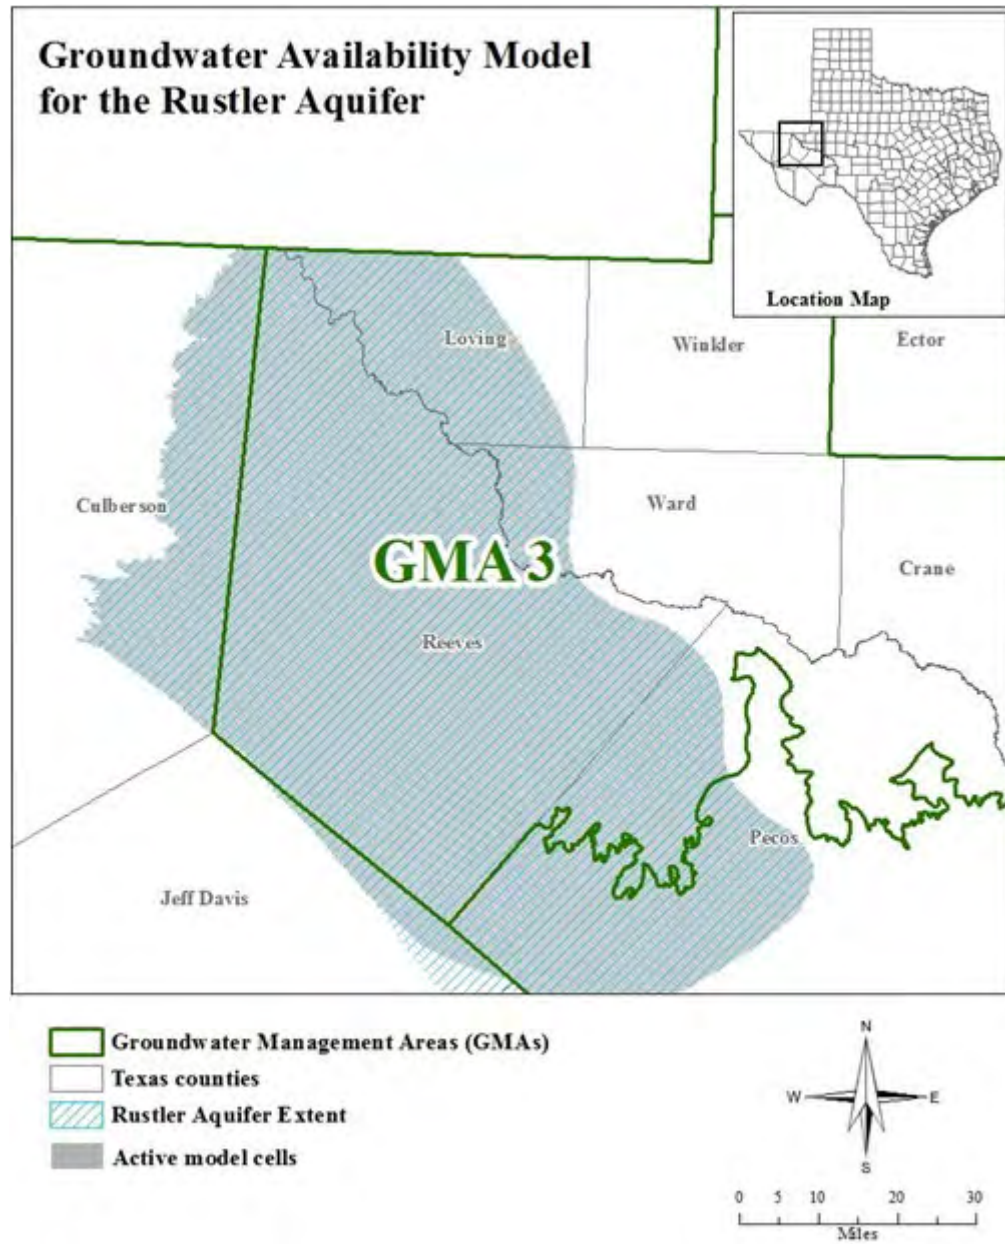 Groundwater Availability Model
for the Rustler Aquifer
Location Map
Loving
Winkler
Ector
Culberson
Ward
GMA 3
Crane
Reeves
Pecos
Jeff Davis
Groundwater Management Areas (GMAs)
Texas counties
Rustler Aquifer Extent
Active model cells
N
W
E
S
0 5 10 20 30
Miles